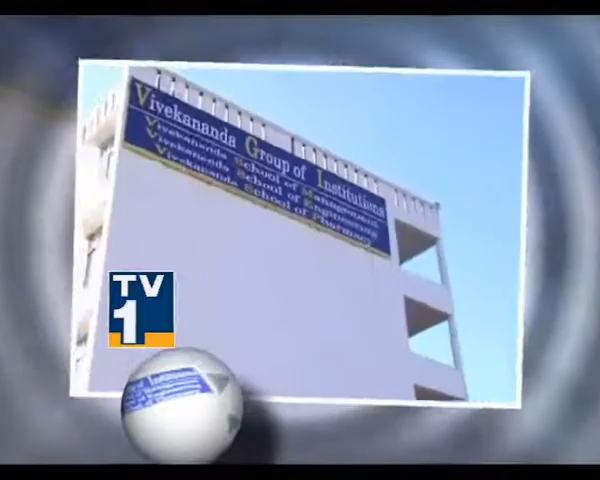 Vivekananda Group of Institutions
Vivekananda School of Management
Vivekananda School of Engineering
Vivekananda School of Pharmacy
TV
1